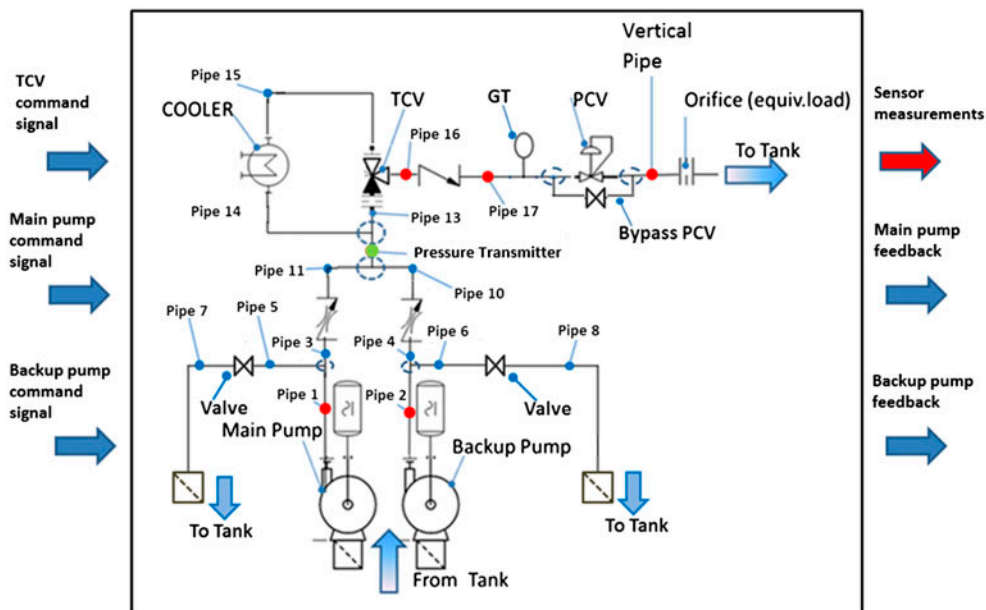 TCV
command
signal
Main pump
command
signal
Backup pump
command
signal
Pipe 15
COOLER
Pipe 14
TCV
Pipe 16
Pipe 13
GT
PCV
Vertical
Pipe
Orifice (equiv.load)
To Tank
Pipe 17
Bypass PCV
Pressure Transmitter
Pipe 11
Pipe 10
Pipe 7
Pipe 5
Pipe 3
Pipe 4
Pipe 6
Pipe 8
Valve
Pipe 1
Pipe 2
Valve
Main Pump
Backup Pump
To Tank
To Tank
From Tank
Sensor
measurements
Main pump
feedback
Backup pump
feedback